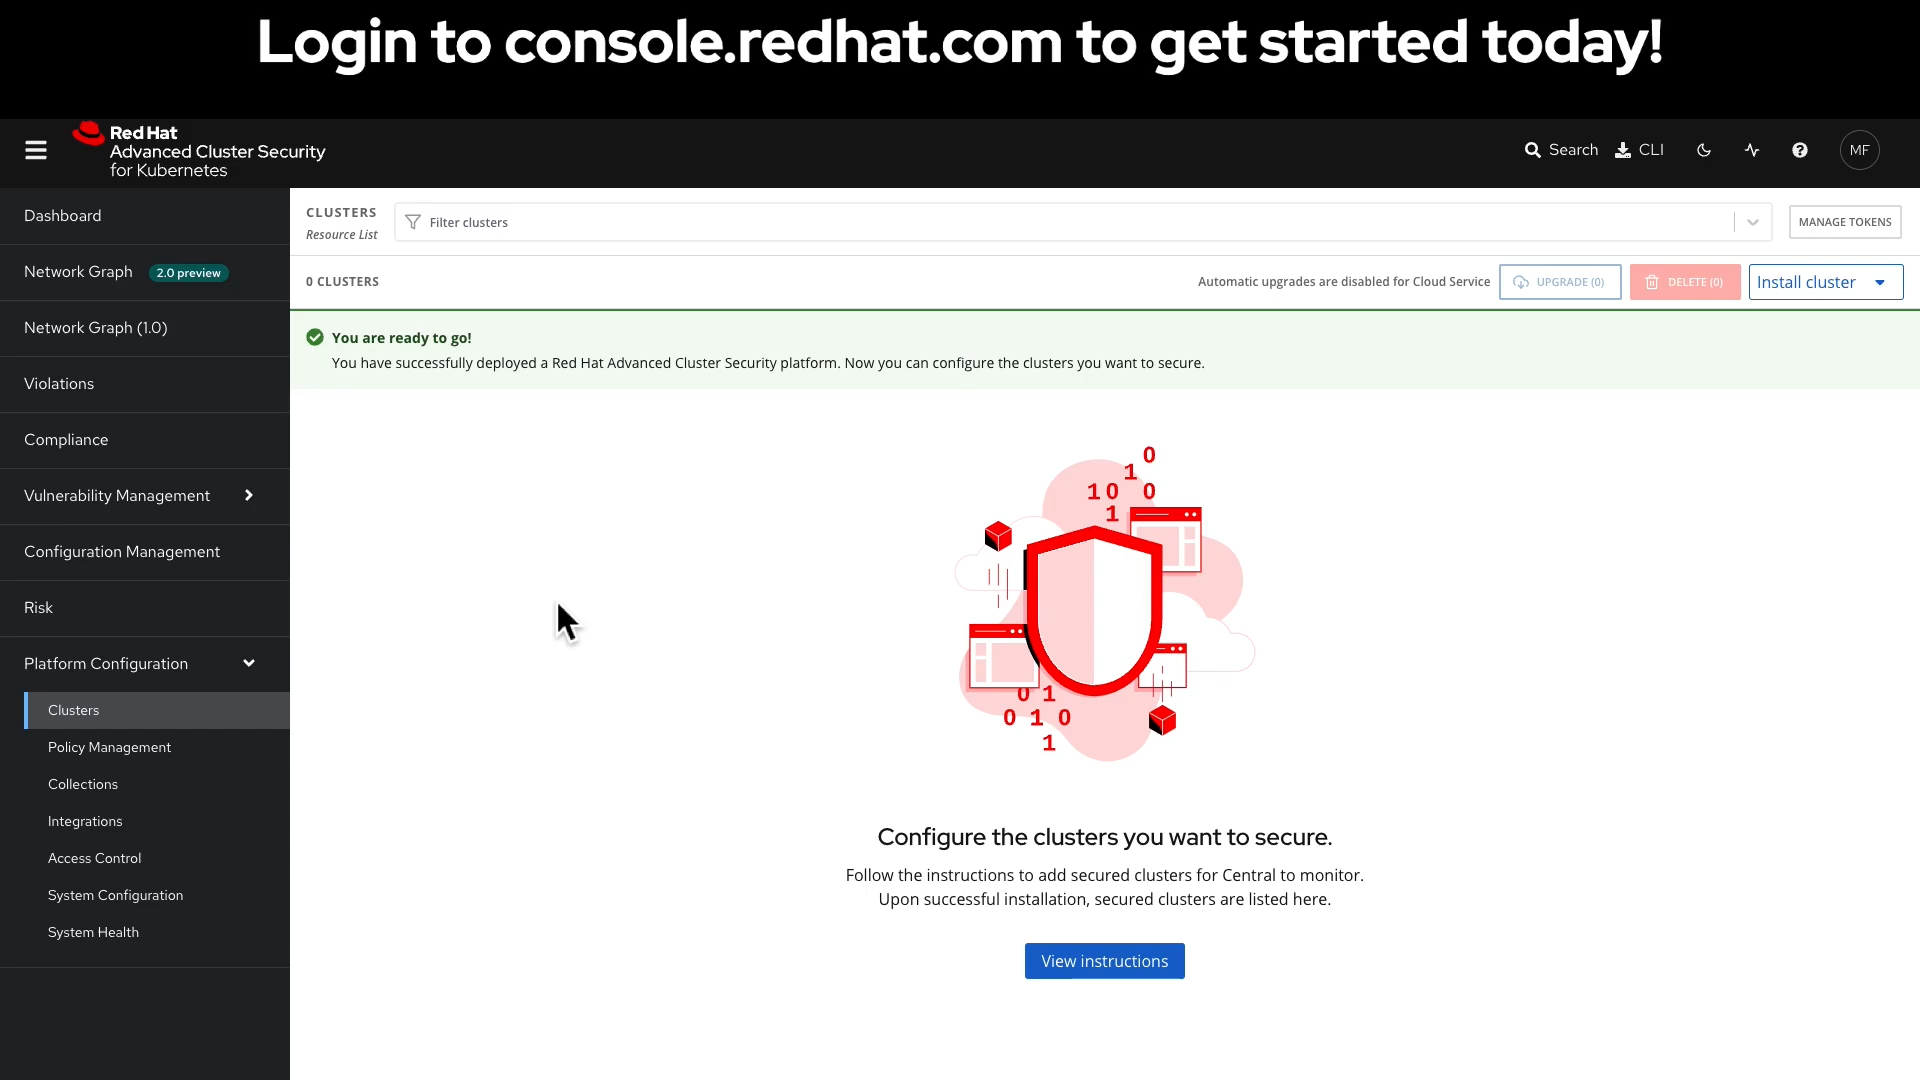 Login to console.redhat.com to get started today!
Red Hat
Advanced Cluster Security
for Kubernetes
Search
CLI
MF
Dashboard
Network Graph 2.0 preview
Network Graph (1.0)
Violations
Compliance
Vulnerability Management
Configuration Management
Risk
Platform Configuration
Clusters
Policy Management
Collections
Integrations
Access Control
System Configuration
System Health
CLUSTERS
Resource List
Filter clusters
MANAGE TOKENS
0 CLUSTERS
Automatic upgrades are disabled for Cloud Service
UPGRADE (0)
DELETE (0)
Install cluster
You are ready to go!
You have successfully deployed a Red Hat Advanced Cluster Security platform. Now you can configure the clusters you want to secure.
0
1
1 0 0
1
0 1
0 1 0
1
Configure the clusters you want to secure.
Follow the instructions to add secured clusters for Central to monitor.
Upon successful installation, secured clusters are listed here.
View instructions